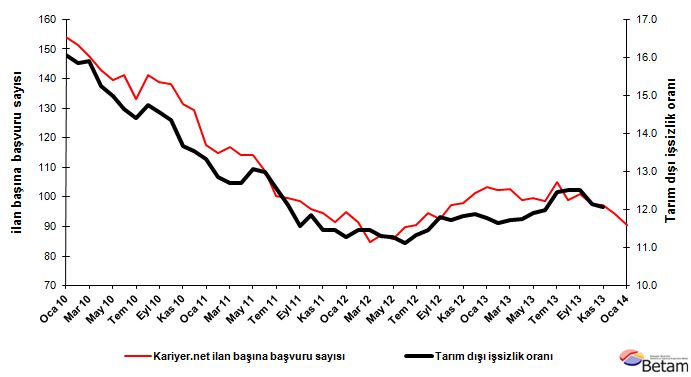 160
150
140
130
120
110
100
90
80
70
ilan başına başvuru sayısı
17.0
16.0
15.0
14.0
13.0
12.0
11.0
10.0
Tarım dışı işsizlik oranı
Oca 10
Mar 10
May 10
Tem 10
Eyl 10
Kas 10
Oca 11
Mar 11
May 11
Tem 11
Eyl 11
Kas 11
Oca 12
Mar 12
May 12
Tem 12
Eyl 12
Kas 12
Oca 13
Mar 13
May 13
Tem 13
Eyl 13
Kas 13
Oca 14
Kariyer.net ilan başına başvuru sayısı
Tarım dışı işsizlik oranı
Betam